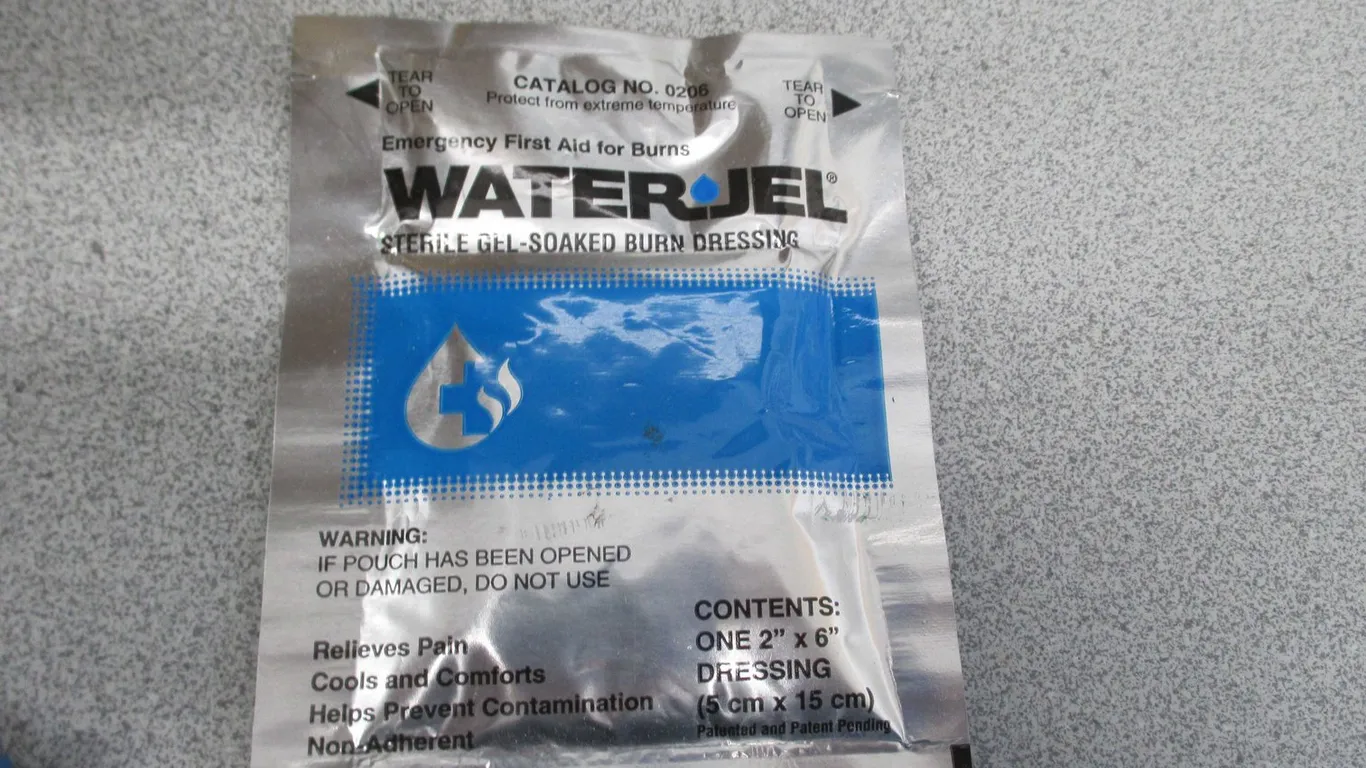 TEAR
TO
OPEN
CATALOG NO. 0206
Protect from extreme temperature
TEAR
TO
OPEN
Emergency First Aid for Burns
WATER JEL®
STERILE GEL-SOAKED BURN DRESSING
WARNING:
IF POUCH HAS BEEN OPENED
OR DAMAGED, DO NOT USE
Relieves Pain
Cools and Comforts
Helps Prevent Contamination
Non-Adherent
CONTENTS:
ONE 2” x 6”
DRESSING
(5 cm x 15 cm)
Patented and Patent Pending